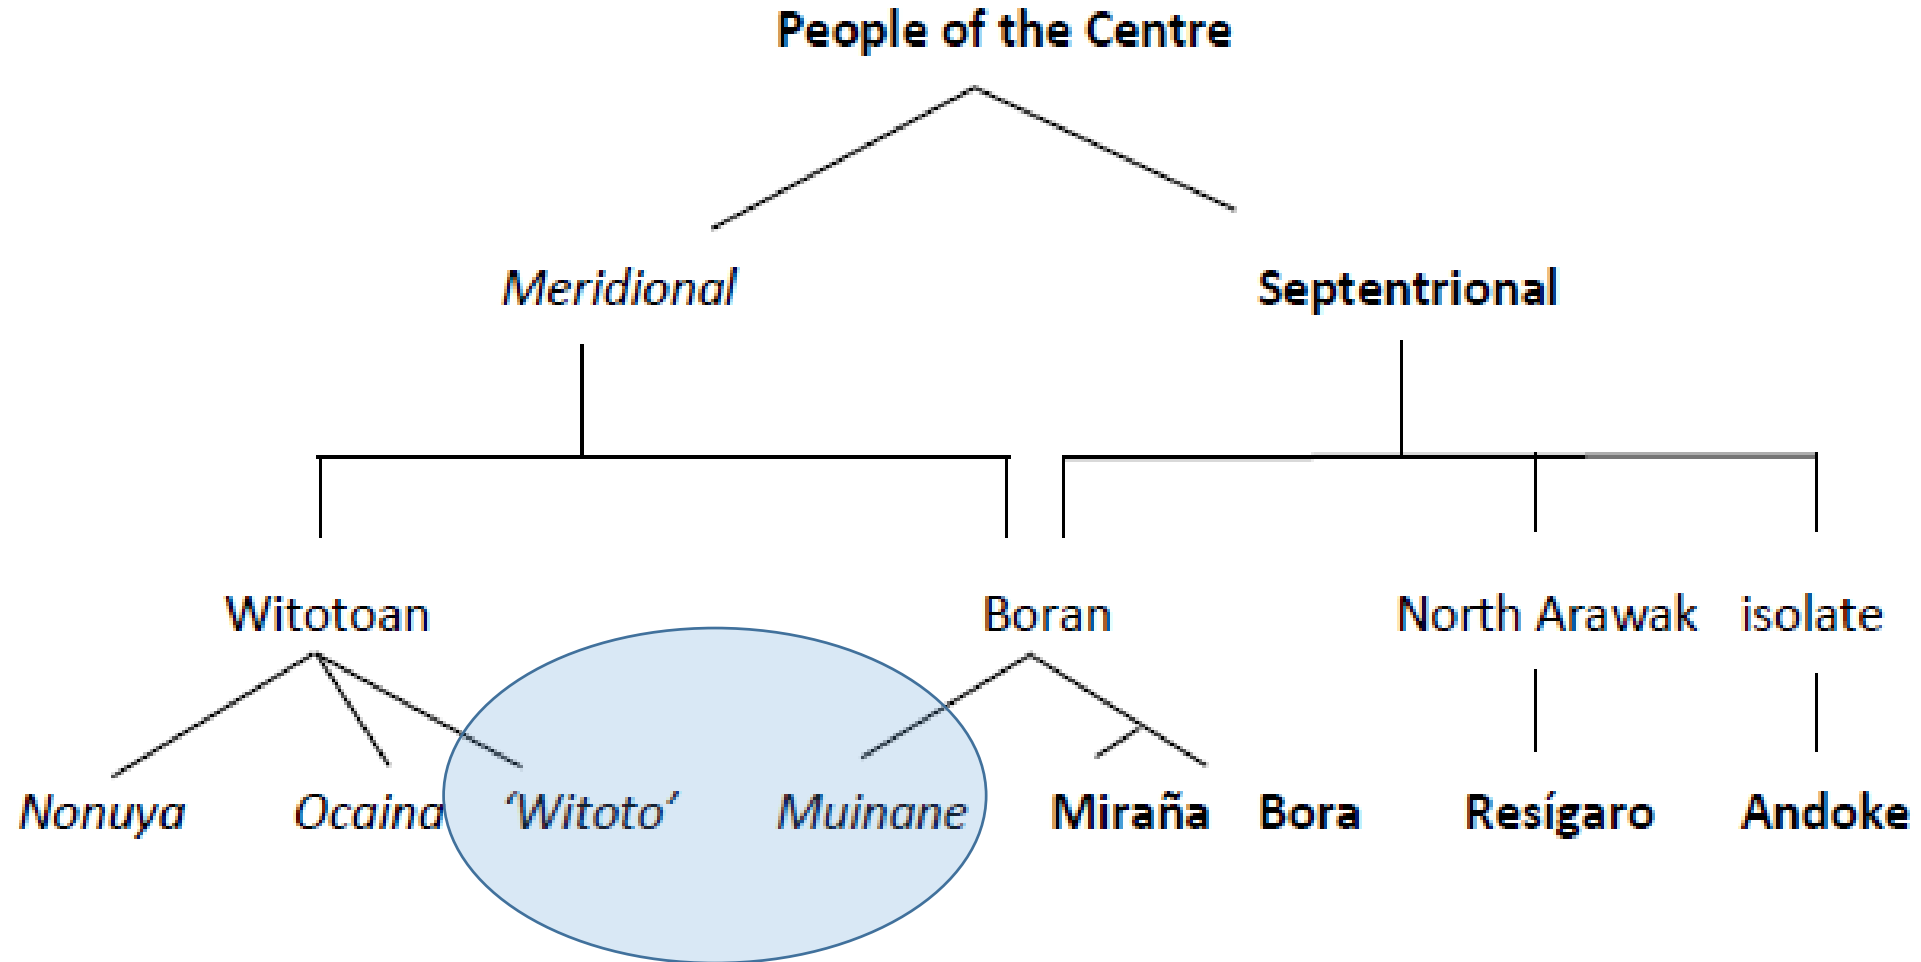 People of the Centre
Meridional Septentrional
Witotoan Boran North Arawak isolate
Nonuya Ocaina ‘Witoto’ Muinane Miraña Bora Resígaro Andoke